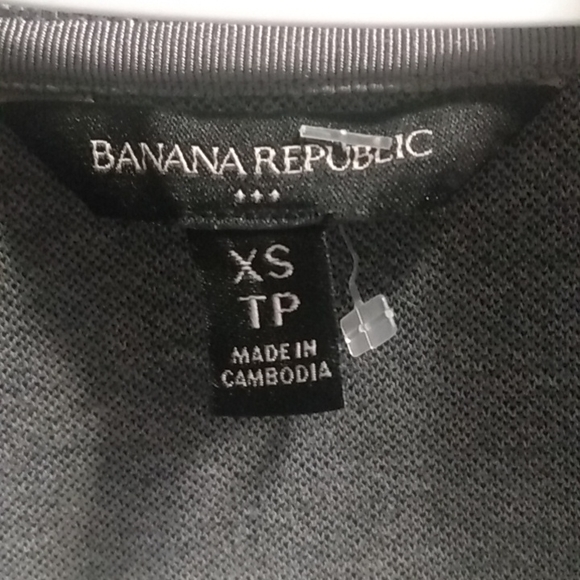 BANANA REPUBLIC
XS
TP
MADE IN
CAMBODIA